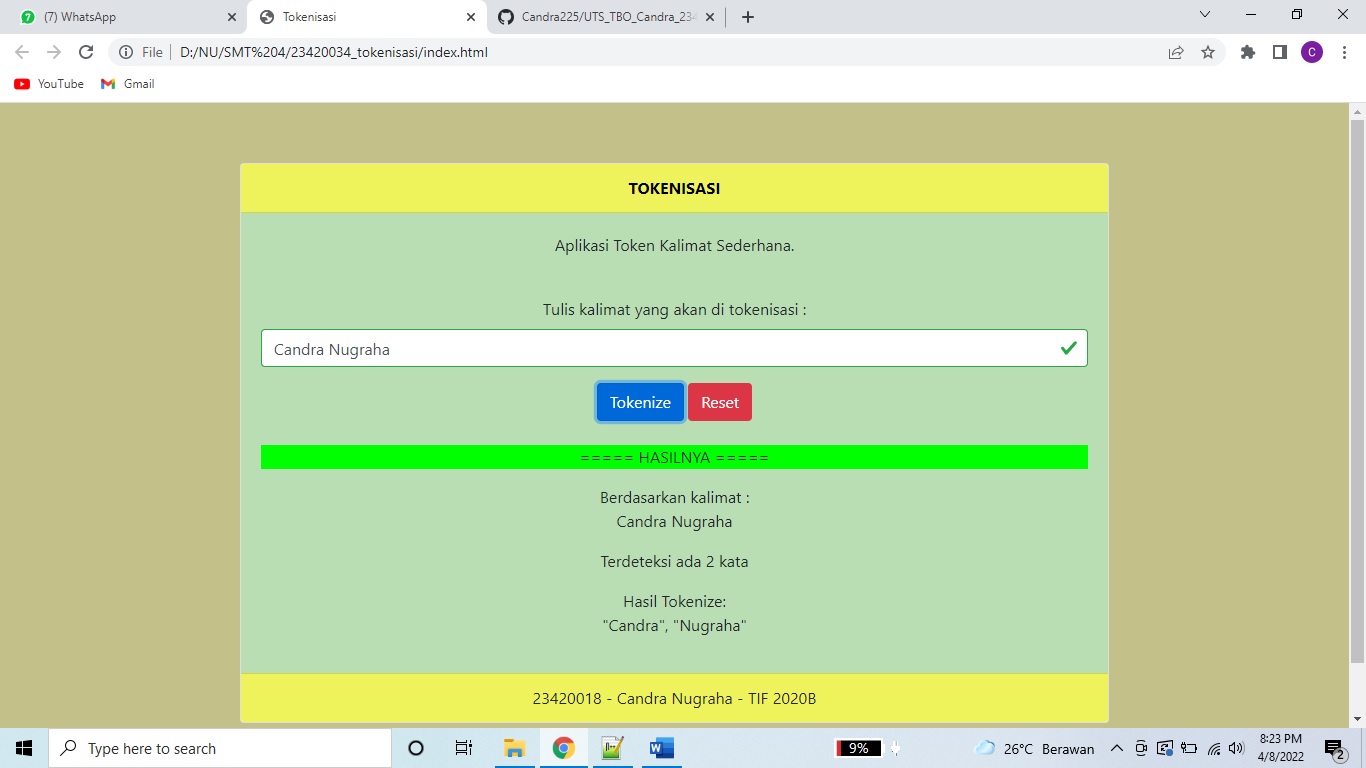 (7) WhatsApp
Tokenisasi
Candra225/UTS_TBO_Candra_234
File
D:/NU/SMT%204/23420034_tokenisasi/index.html
C
YouTube
Gmail
TOKENISASI
Aplikasi Token Kalimat Sederhana.
Tulis kalimat yang akan di tokenisasi :
Candra Nugraha
Tokenize Reset
===== HASILNYA =====
Berdasarkan kalimat :
Candra Nugraha
Terdeteksi ada 2 kata
Hasil Tokenize:
"Candra", "Nugraha"
23420018 - Candra Nugraha - TIF 2020B
Type here to search
9%
26°C Berawan
8:23 PM
4/8/2022
2